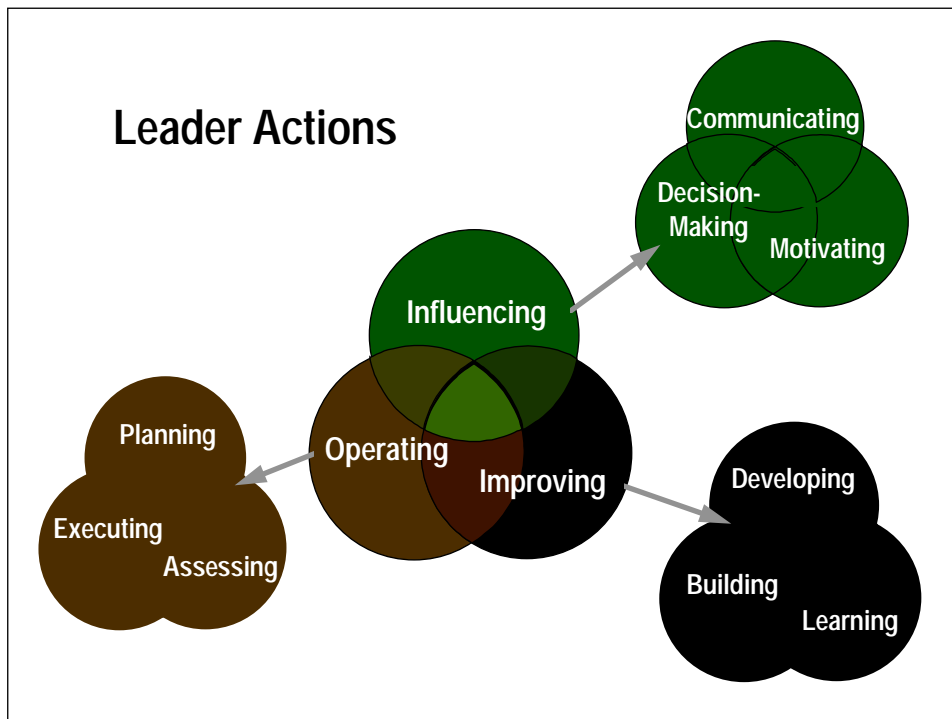 Leader Actions
Communicating
Decision-
Making
Motivating
Influencing
Operating
Improving
Planning
Executing
Assessing
Developing
Building
Learning